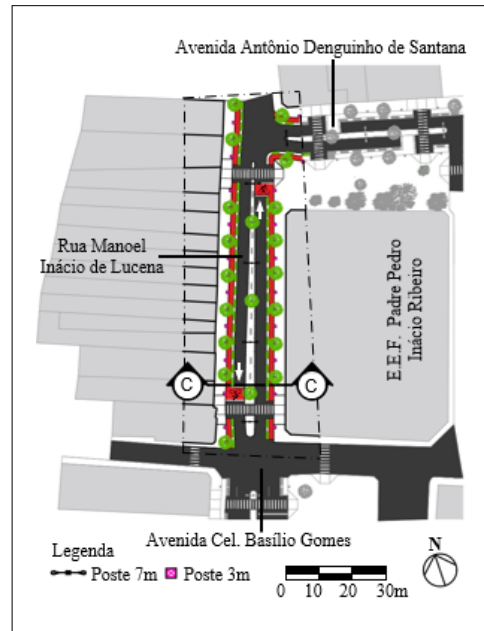 Avenida Antônio Denguinho de Santana
Rua Manoel
Inácio de Lucena
E.E.F. Padre Pedro
Inácio Ribeiro
C
C
Avenida Cel. Basílio Gomes
Legenda
Poste 7m
Poste 3m
0 10 20 30m
N